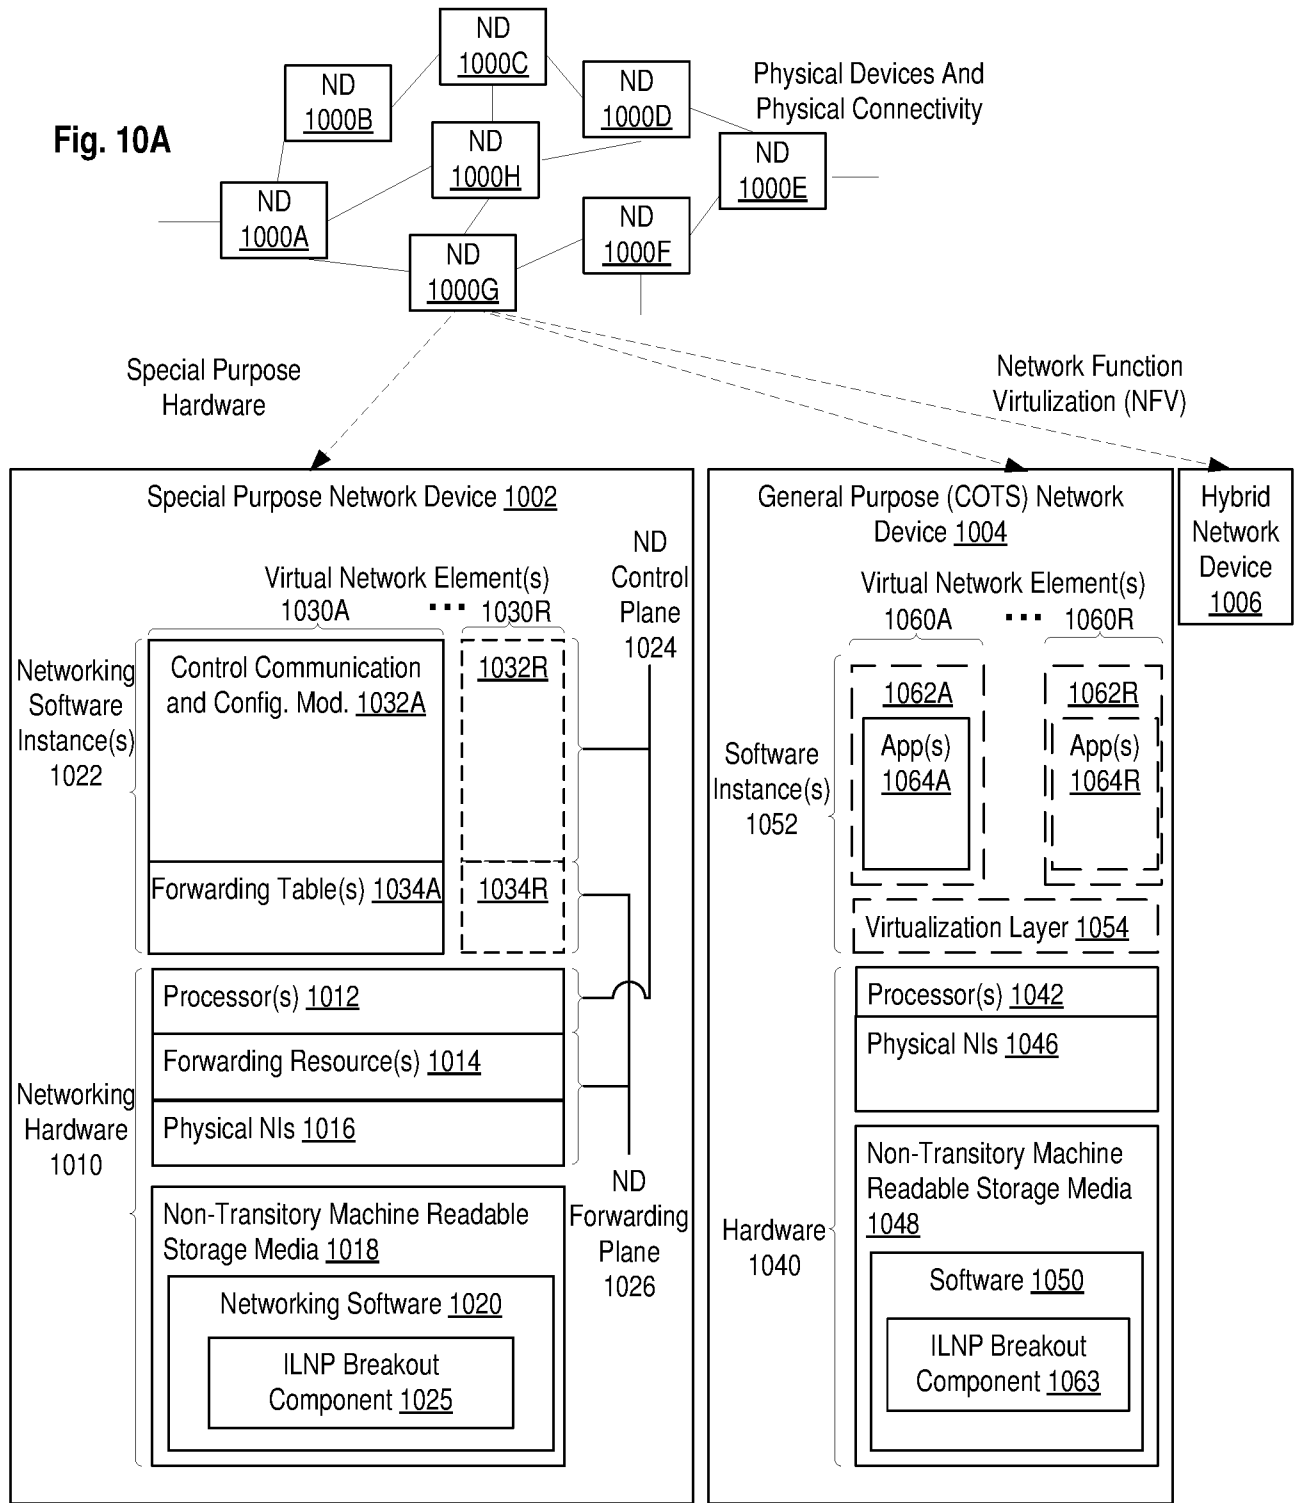 Fig. 10A
ND
1000C
ND
1000B
ND
1000D
Physical Devices And
Physical Connectivity
ND
1000H
ND
1000E
ND
1000A
ND
1000F
ND
1000G
Special Purpose
Hardware
Network Function
Virtulization (NFV)
Special Purpose Network Device 1002
ND
Control
Plane
1024
Virtual Network Element(s)
1030A ••• 1030R
Networking
Software
Instance(s)
1022
Control Communication
and Config. Mod. 1032A
1032R
Forwarding Table(s) 1034A
1034R
Networking
Hardware
1010
Processor(s) 1012
Forwarding Resource(s) 1014
Physical NIs 1016
ND
Forwarding
Plane
1026
Non-Transitory Machine Readable
Storage Media 1018
Networking Software 1020
ILNP Breakout
Component 1025
General Purpose (COTS) Network
Device 1004
Virtual Network Element(s)
1060A ••• 1060R
Software
Instance(s)
1052
1062A
App(s)
1064A
1062R
App(s)
1064R
Virtualization Layer 1054
Hardware
1040
Processor(s) 1042
Physical NIs 1046
Non-Transitory Machine
Readable Storage Media
1048
Software 1050
ILNP Breakout
Component 1063
Hybrid
Network
Device
1006